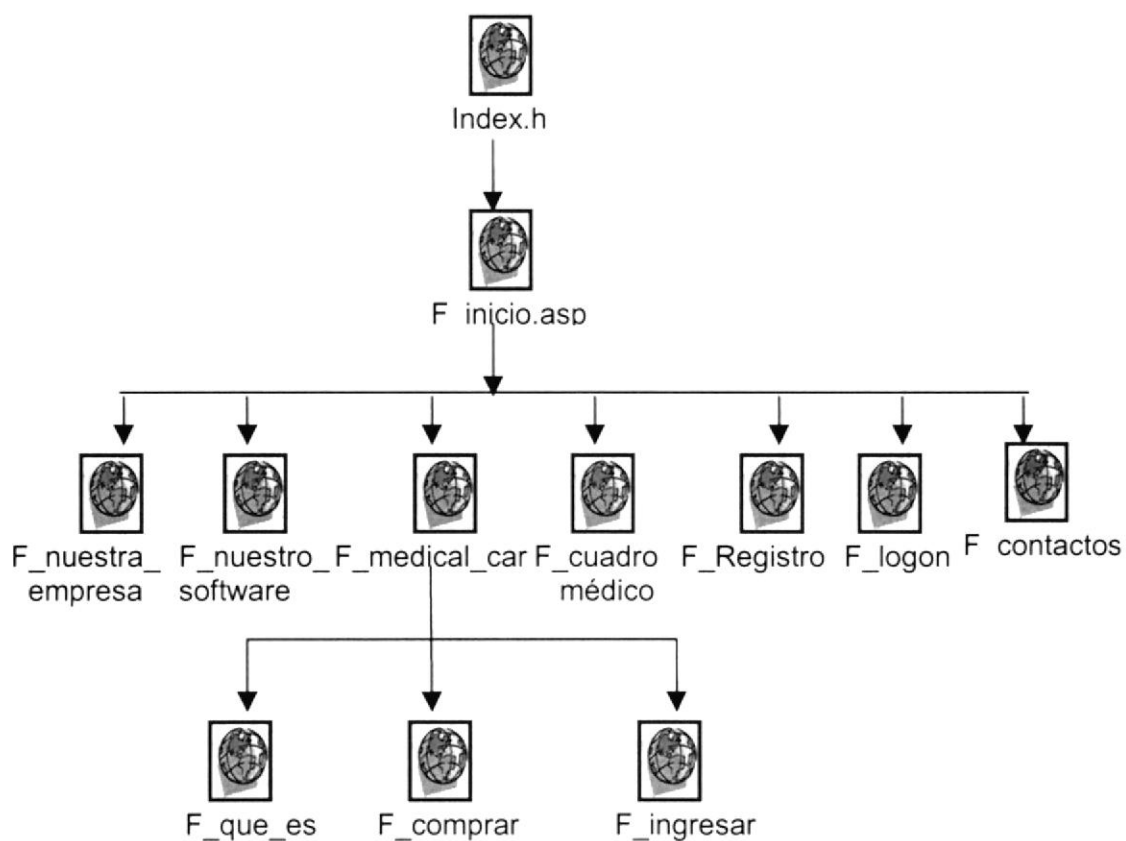 Index.h
F inicio.asp
F_nuestra_
empresa
F_nuestro_
software
F_medical_car
F_cuadro
médico
F_Registro
F_logon
F contactos
F_que_es
F_comprar
F_ingresar